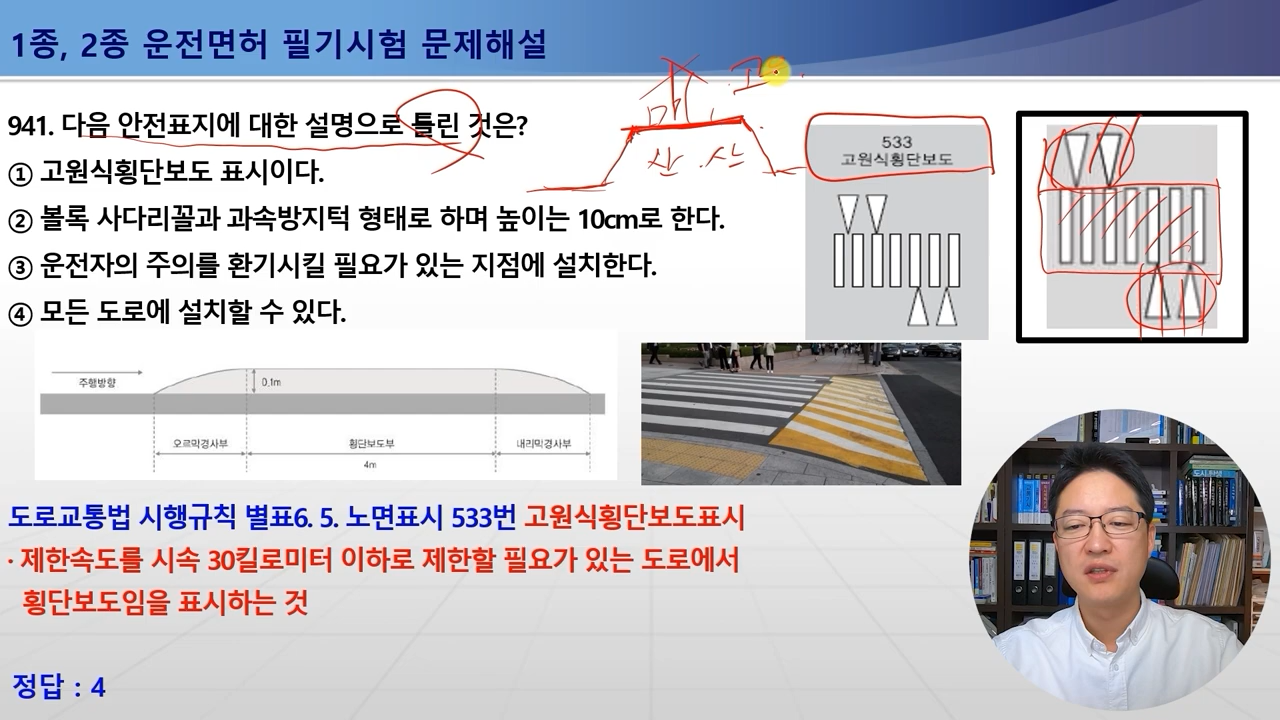 1종, 2종 운전면허 필기시험 문제해설
941. 다음 안전표지에 대한 설명으로 틀린 것은?
① 고원식횡단보도 표시이다.
② 볼록 사다리꼴과 과속방지턱 형태로 하며 높이는 10cm로 한다.
③ 운전자의 주의를 환기시킬 필요가 있는 지점에 설치한다.
④ 모든 도로에 설치할 수 있다.
533
고원식횡단보도
주행방향
0.1m
오르막경사부
횡단보도부
내리막경사부
4m
도로교통법 시행규칙 별표6. 5. 노면표시 533번 고원식횡단보도표시
· 제한속도를 시속 30킬로미터 이하로 제한할 필요가 있는 도로에서
횡단보도임을 표시하는 것
정답 : 4